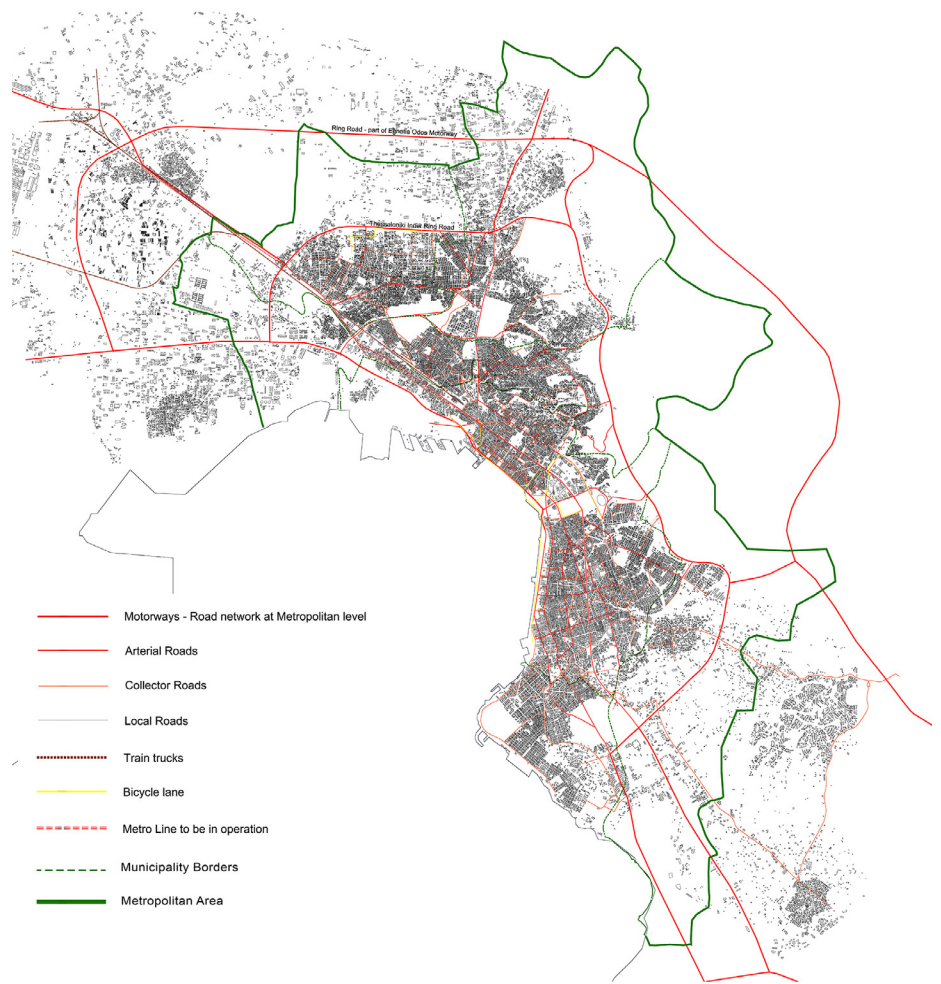 Ring Road - part of Egnatia Odos Motorway
Thessaloniki Inner Ring Road
Motorways - Road network at Metropolitan level
Arterial Roads
Collector Roads
Local Roads
Train trucks
Bicycle lane
Metro Line to be in operation
Municipality Borders
Metropolitan Area